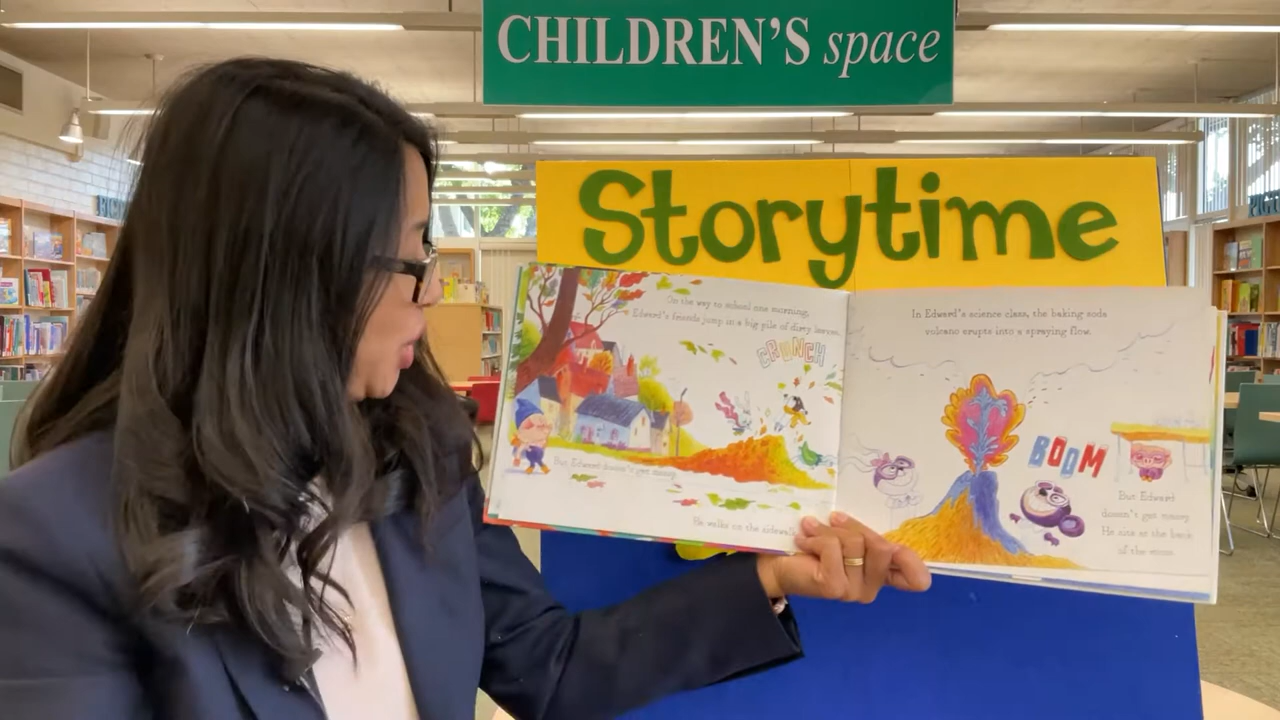 CHILDREN'S space
Storytime
On the way to school one morning,
Edward's friends jump in a big pile of dirty leaves.
CRUNCH
But Edward doesn't get messy.
He walks on the sidewalk
In Edward's science class, the baking soda
volcano erupts into a spraying flow.
BOOM
But Edward
doesn't get messy.
He sits at the back
of the room.